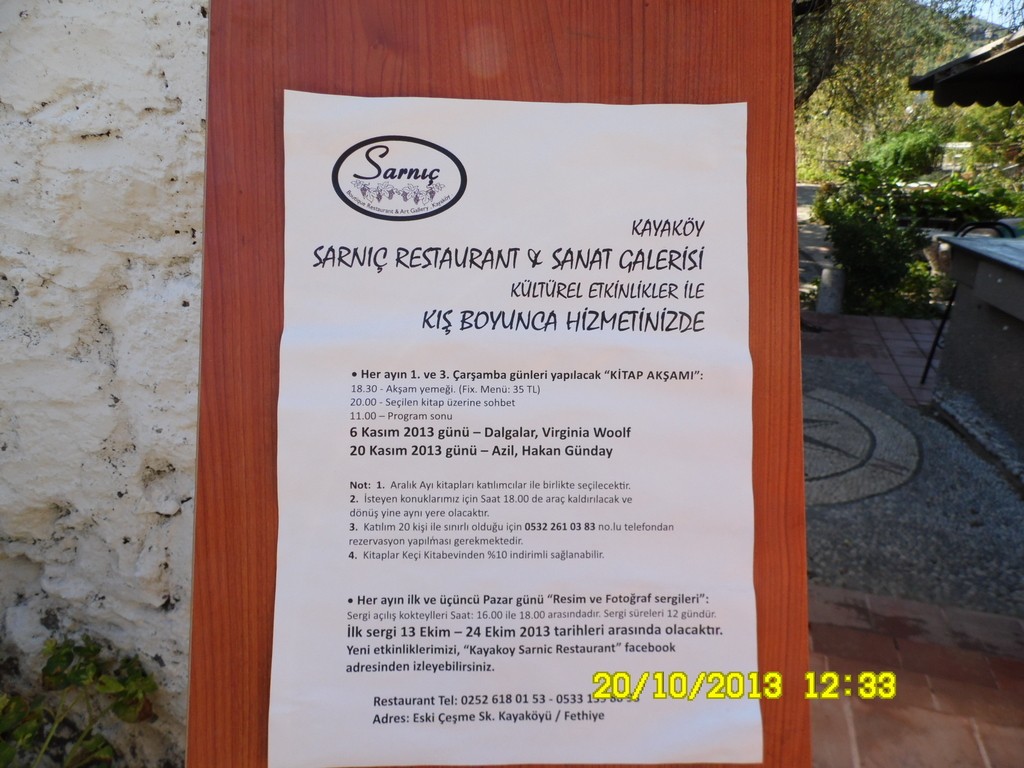 Sarnıç
Boutique Restaurant & Art Gallery . Kayaköy
KAYAKÖY
SARNIÇ RESTAURANT & SANAT GALERİSİ
KÜLTÜREL ETKİNLİKLER İLE
KIŞ BOYUNCA HİZMETİNİZDE
• Her ayın 1. ve 3. Çarşamba günleri yapılacak “KİTAP AKŞAMI”:
18.30 - Akşam yemeği. (Fix. Menü: 35 TL)
20.00 - Seçilen kitap üzerine sohbet
11.00 – Program sonu
6 Kasım 2013 günü – Dalgalar, Virginia Woolf
20 Kasım 2013 günü – Azil, Hakan Günday
Not: 1. Aralık Ayı kitapları katılımcılar ile birlikte seçilecektir.
2. İsteyen konuklarımız için Saat 18.00 de araç kaldırılacak ve
dönüş yine aynı yere olacaktır.
3. Katılım 20 kişi ile sınırlı olduğu için 0532 261 03 83 no.lu telefondan
rezervasyon yapılması gerekmektedir.
4. Kitaplar Keçi Kitabevinden %10 indirimli sağlanabilir.
• Her ayın ilk ve üçüncü Pazar günü “Resim ve Fotoğraf sergileri”:
Sergi açılış kokteylleri Saat: 16.00 ile 18.00 arasındadır. Sergi süreleri 12 gündür.
İlk sergi 13 Ekim – 24 Ekim 2013 tarihleri arasında olacaktır.
Yeni etkinliklerimizi, “Kayakoy Sarnic Restaurant” facebook
adresinden izleyebilirsiniz.
Restaurant Tel: 0252 618 01 53 - 0533
Adres: Eski Çeşme Sk. Kayaköyü / Fethiye
20/10/2013 12:33